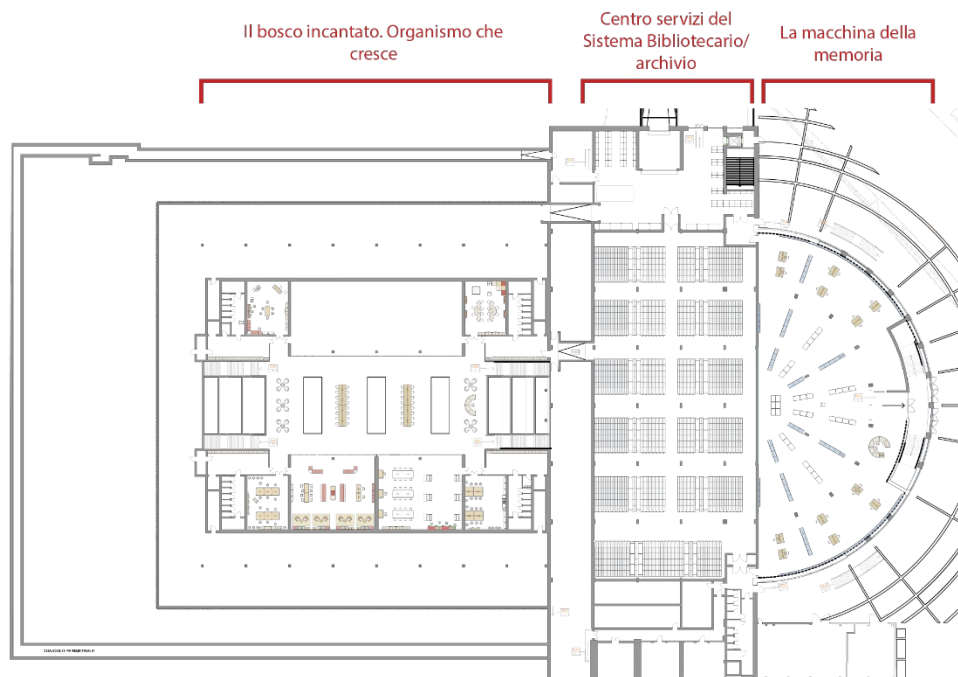 Il bosco incantato. Organismo che
cresce
Centro servizi del
Sistema Bibliotecario/
archivio
La macchina della
memoria